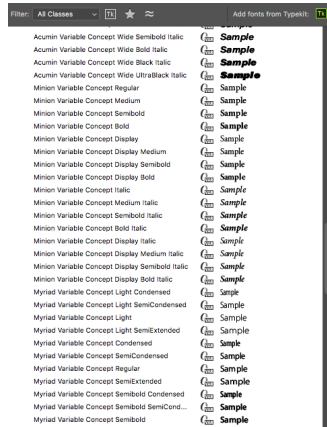 Filter: All Classes Tk Add fonts from Typekit: Tk
Sample
Acumin Variable Concept Wide Semibold Italic Sample
Acumin Variable Concept Wide Bold Italic Sample
Acumin Variable Concept Wide Black Italic Sample
Acumin Variable Concept Wide UltraBlack Italic Sample
Minion Variable Concept Regular Sample
Minion Variable Concept Medium Sample
Minion Variable Concept Semibold Sample
Minion Variable Concept Bold Sample
Minion Variable Concept Display Sample
Minion Variable Concept Display Medium Sample
Minion Variable Concept Display Semibold Sample
Minion Variable Concept Display Bold Sample
Minion Variable Concept Italic Sample
Minion Variable Concept Medium Italic Sample
Minion Variable Concept Semibold Italic Sample
Minion Variable Concept Bold Italic Sample
Minion Variable Concept Display Italic Sample
Minion Variable Concept Display Medium Italic Sample
Minion Variable Concept Display Semibold Italic Sample
Minion Variable Concept Display Bold Italic Sample
Myriad Variable Concept Light Condensed Sample
Myriad Variable Concept Light SemiCondensed Sample
Myriad Variable Concept Light Sample
Myriad Variable Concept Light SemiExtended Sample
Myriad Variable Concept Condensed Sample
Myriad Variable Concept SemiCondensed Sample
Myriad Variable Concept Regular Sample
Myriad Variable Concept SemiExtended Sample
Myriad Variable Concept Semibold Condensed Sample
Myriad Variable Concept Semibold SemiCond... Sample
Myriad Variable Concept Semibold Sample